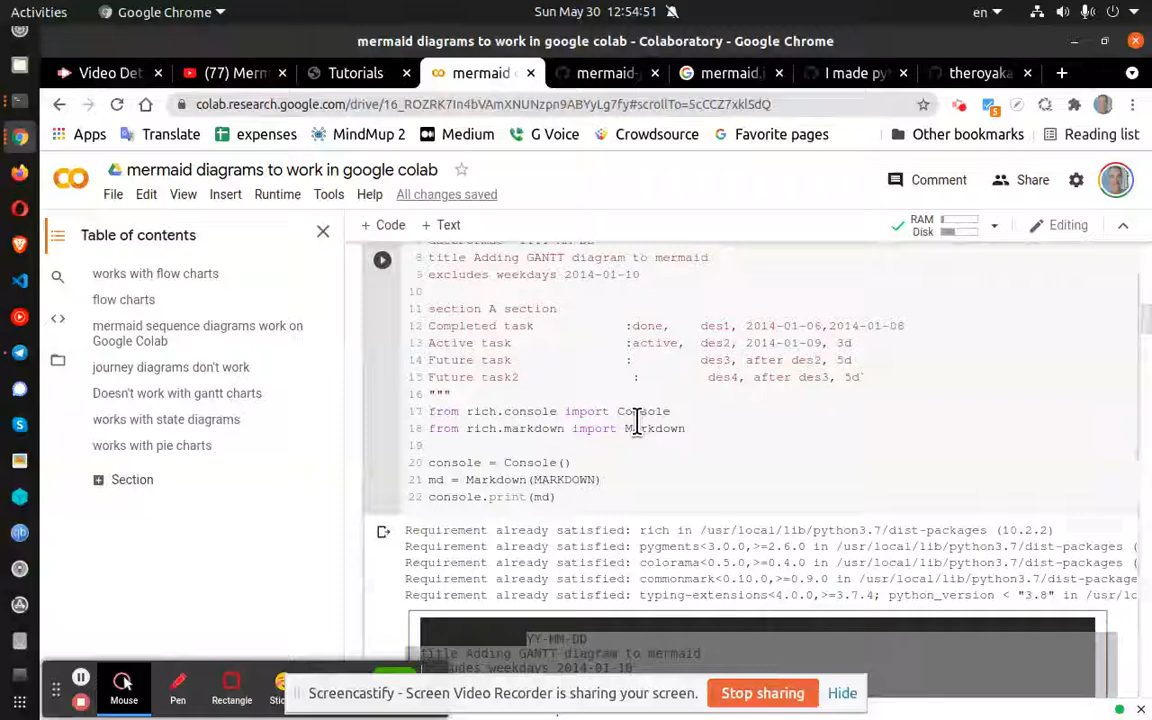 Activities
Google Chrome
Sun May 30 12:54:51
en
mermaid diagrams to work in google colab - Colaboratory - Google Chrome
Video Det
(77) Merm
Tutorials
mermaid
mermaid-
mermaid.i
I made py
theroyaka
colab.research.google.com/drive/16_ROZRK7In4bVAmXNUNzpn9ABYyLg7fy#scrollTo=ScCCZ7xklSdQ
Apps
Translate
expenses
MindMup 2
Medium
G Voice
Crowdsource
Favorite pages
Other bookmarks
Reading list
mermaid diagrams to work in google colab
Comment
Share
File Edit View Insert Runtime Tools Help All changes saved
Table of contents
+ Code + Text
RAM
Disk
Editing
works with flow charts
flow charts
mermaid sequence diagrams work on
Google Colab
journey diagrams don't work
Doesn't work with gantt charts
works with state diagrams
works with pie charts
Section
8 title Adding GANTT diagram to mermaid
9 excludes weekdays 2014-01-10
10
11 section A section
12 Completed task :done, des1, 2014-01-06,2014-01-08
13 Active task :active, des2, 2014-01-09, 3d
14 Future task : des3, after des2, 5d
15 Future task2 : des4, after des3, 5d`
16 """
17 from rich.console import Console
18 from rich.markdown import Markdown
19
20 console = Console()
21 md = Markdown(MARKDOWN)
22 console.print(md)
Requirement already satisfied: rich in /usr/local/lib/python3.7/dist-packages (10.2.2)
Requirement already satisfied: pygments<3.0.0,>=2.6.0 in /usr/local/lib/python3.7/dist-packages (
Requirement already satisfied: colorama<0.5.0,>=0.4.0 in /usr/local/lib/python3.7/dist-packages (
Requirement already satisfied: commonmark<0.10.0,>=0.9.0 in /usr/local/lib/python3.7/dist-package
Requirement already satisfied: typing-extensions<4.0.0,>=3.7.4; python_version < "3.8" in /usr/lo
YY-MM-DD
title Adding GANTT diagram to mermaid
weekdays 2014-01-10
Mouse
Pen
Rectangle
Screencastify - Screen Video Recorder is sharing your screen.
Stop sharing
Hide